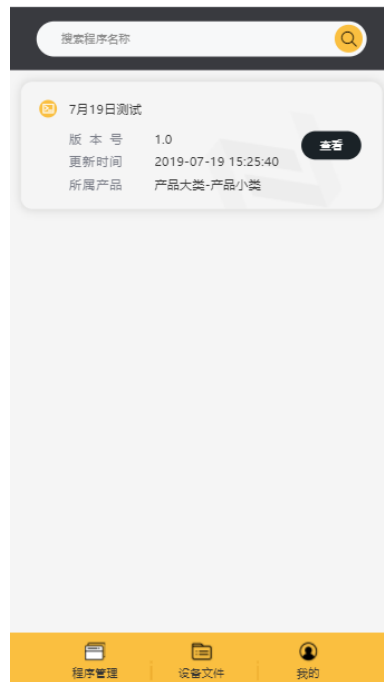 搜索程序名称
7月19日测试
版 本 号 1.0
查看
更新时间 2019-07-19 15:25:40
所属产品 产品大类-产品小类
程序管理 设备文件 我的